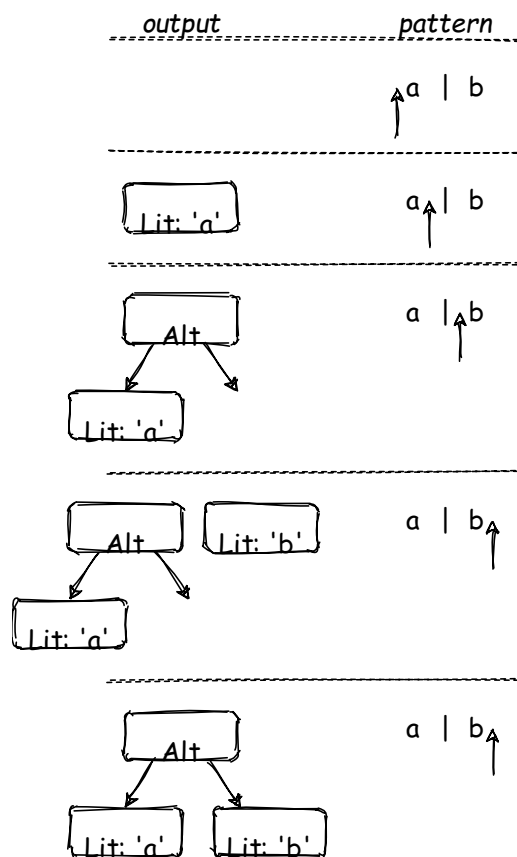 output pattern
a | b
Lit: 'a' a | b
Alt a | b
Lit: 'a'
Alt Lit: 'b' a | b
Lit: 'a'
Alt a | b
Lit: 'a' Lit: 'b'